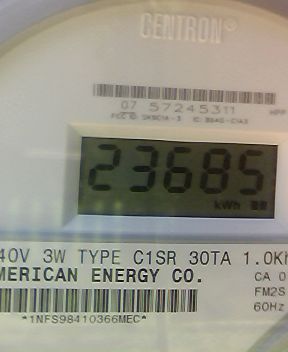 CENTRON®
07 57245311
23685
kWh
40V 3W TYPE C1SR 30TA 1.0Kh
MERICAN ENERGY CO.
CA 0
FM2S
60Hz
*1NFS98410366MEC*